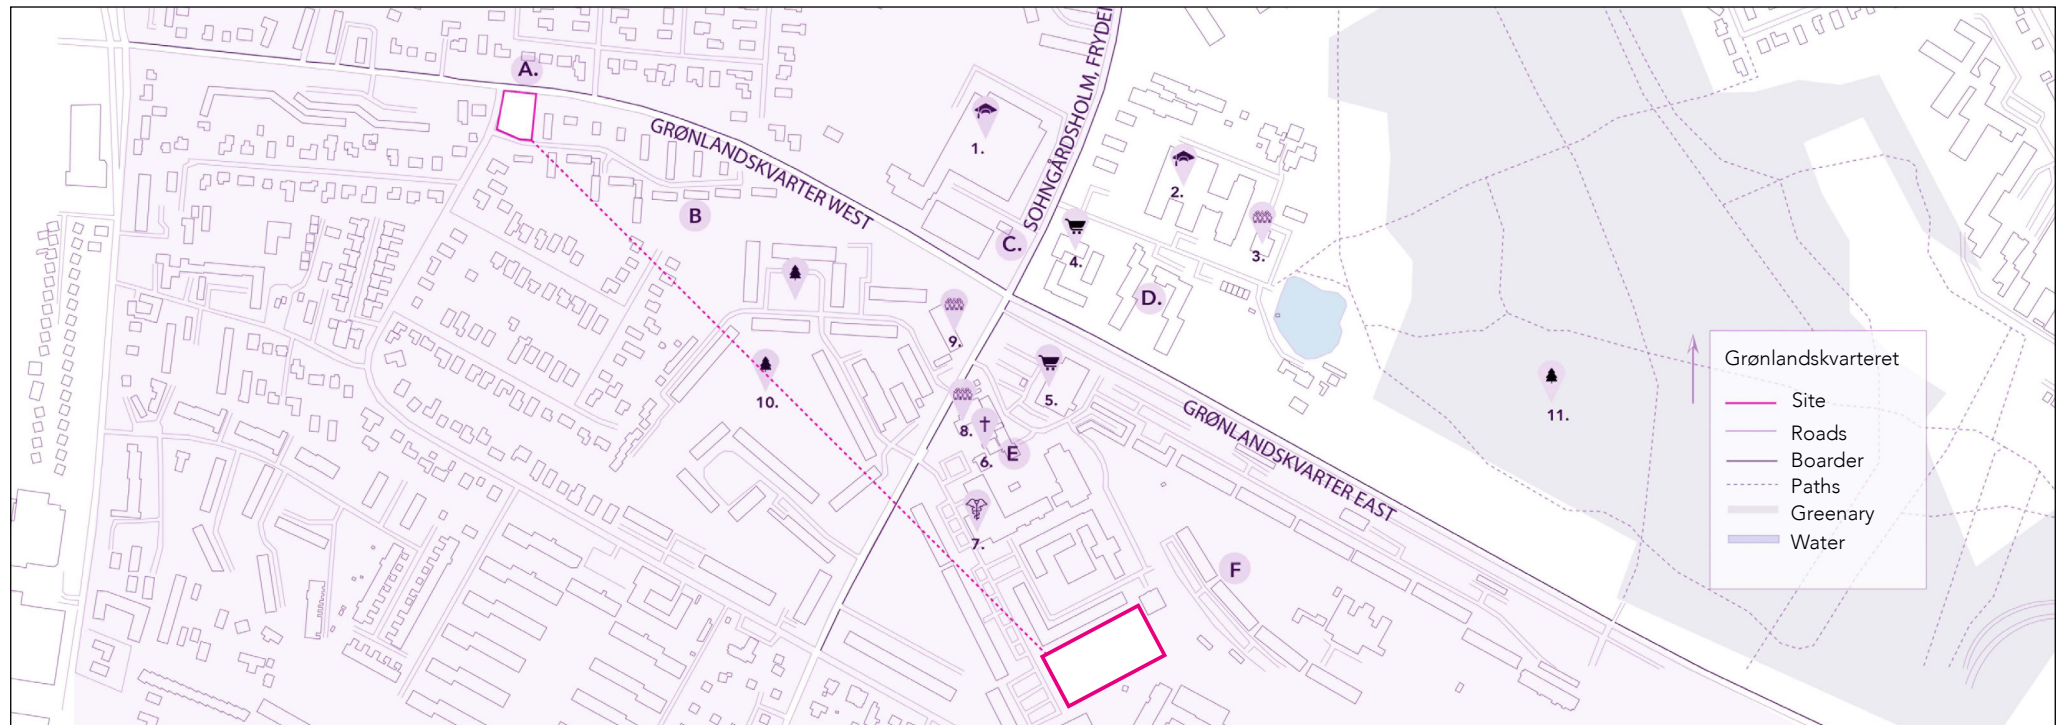 A.
GRØNLANDSKVARTER WEST
B
SOHNGÅRDSHOLM, FRYDE
1.
2.
3.
C.
4.
D.
9.
5.
10.
8.
6.
E
7.
GRØNLANDSKVARTER EAST
F
11.
Grønlandskvarteret
Site
Roads
Boarder
Paths
Greenary
Water